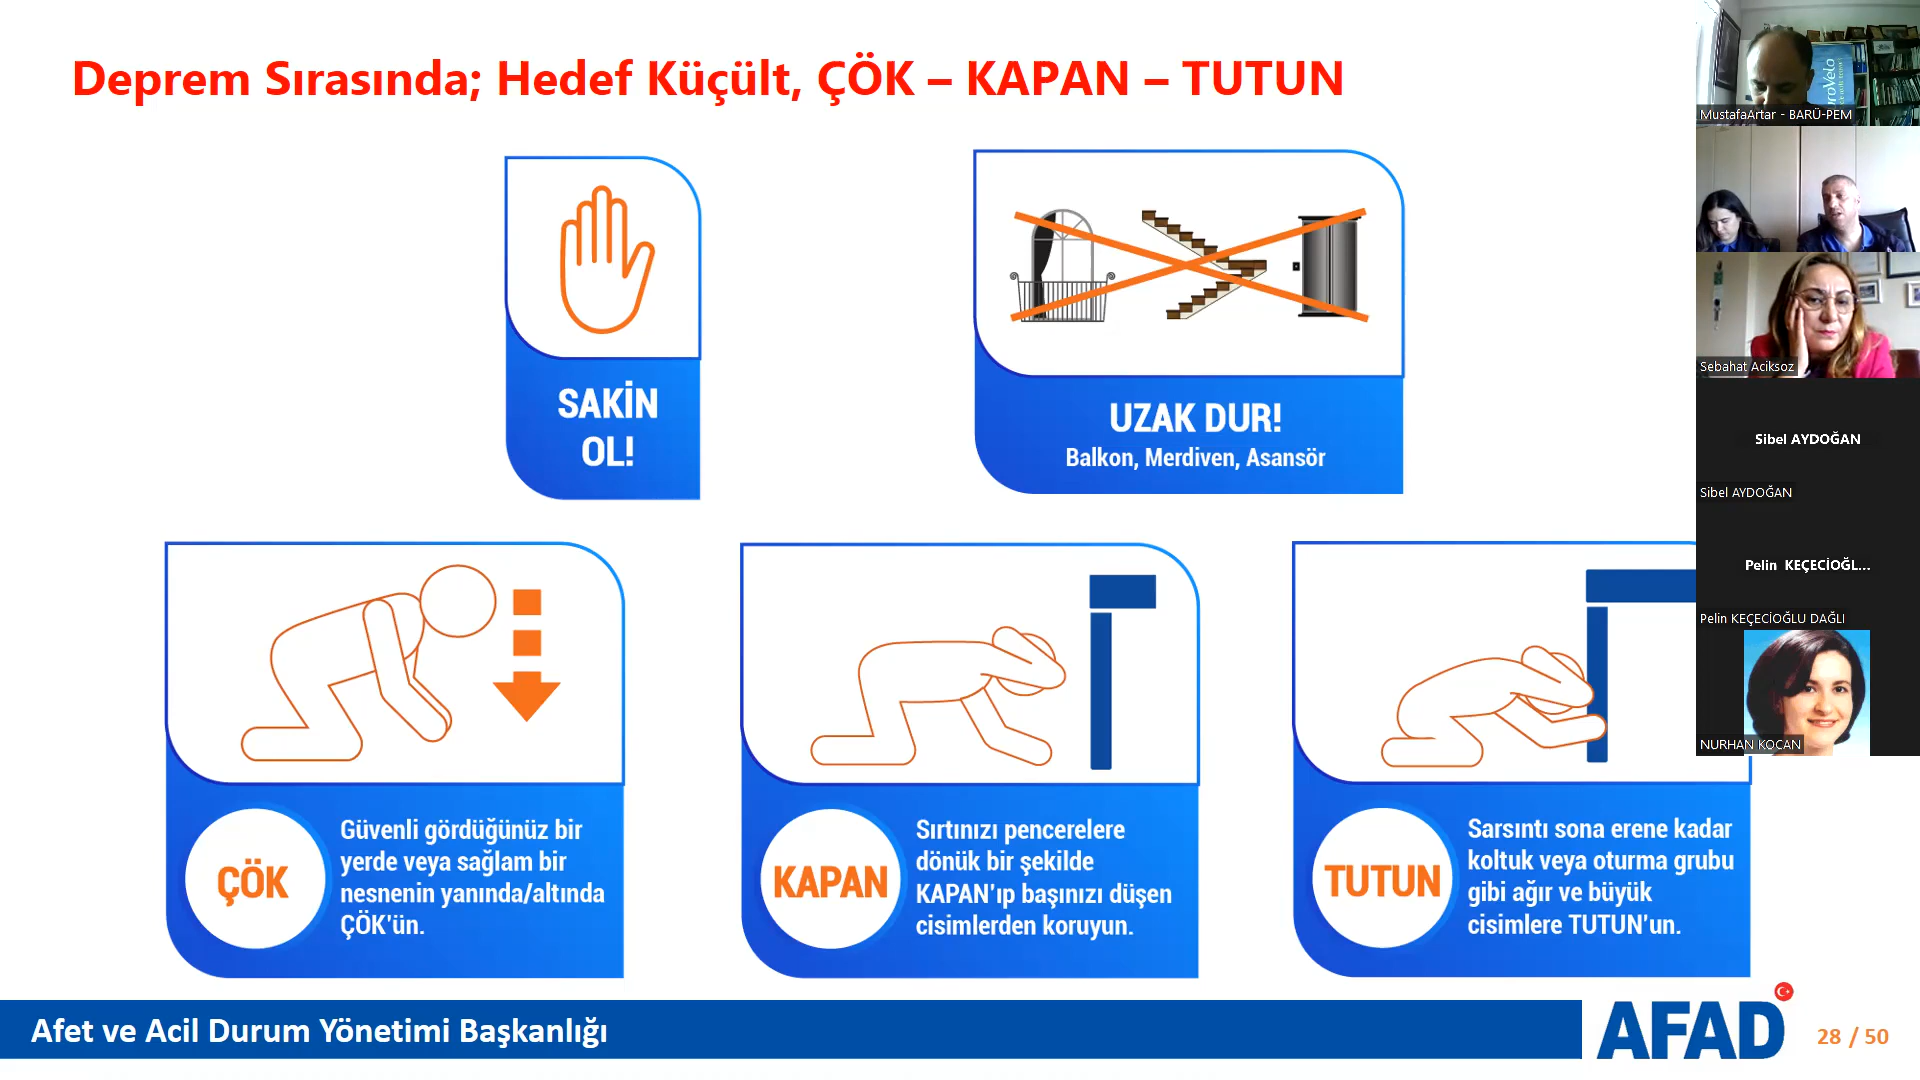 Deprem Sırasında; Hedef Küçült, ÇÖK – KAPAN – TUTUN
SAKİN
OL!
UZAK DUR!
Balkon, Merdiven, Asansör
ÇÖK
Güvenli gördüğünüz bir
yerde veya sağlam bir
nesnenin yanında/altında
ÇÖK'ün.
KAPAN
Sırtınızı pencerelere
dönük bir şekilde
KAPAN'ıp başınızı düşen
cisimlerden koruyun.
TUTUN
Sarsıntı sona erene kadar
koltuk veya oturma grubu
gibi ağır ve büyük
cisimlere TUTUN'un.
Afet ve Acil Durum Yönetimi Başkanlığı
AFAD
28 / 50
MustafaArtar - BARÜ-PEM
Sebahat Aciksoz
Sibel AYDOĞAN
Sibel AYDOĞAN
Pelin KEÇECİOĞL...
Pelin KEÇECİOĞLU DAĞLI
NURHAN KOCAN